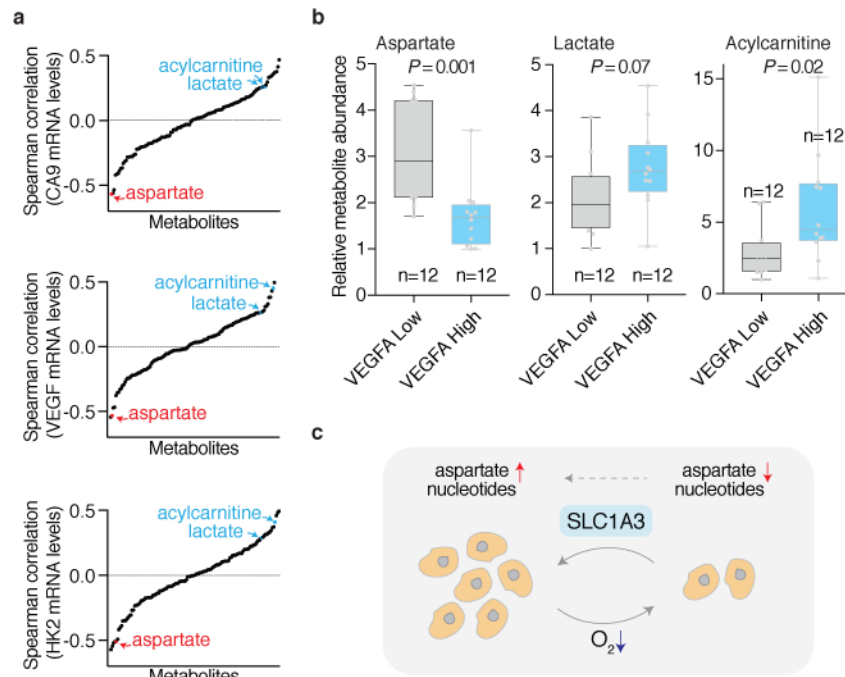 a
0.5
0.0
-0.5
Spearman correlation
(CA9 mRNA levels)
acylcarnitine
lactate
aspartate
Metabolites
0.5
0.0
-0.5
Spearman correlation
(VEGF mRNA levels)
acylcarnitine
lactate
aspartate
Metabolites
0.5
0.0
-0.5
Spearman correlation
(HK2 mRNA levels)
acylcarnitine
lactate
aspartate
Metabolites
b
Relative metabolite abundance
Aspartate
P=0.001
5
4
3
2
1
0
n=12
n=12
VEGFA Low
VEGFA High
Lactate
P=0.07
5
4
3
2
1
0
n=12
n=12
VEGFA Low
VEGFA High
Acylcarnitine
P=0.02
15
10
5
0
n=12
n=12
VEGFA Low
VEGFA High
c
aspartate ↑
nucleotides
aspartate ↓
nucleotides
SLC1A3
O₂↓